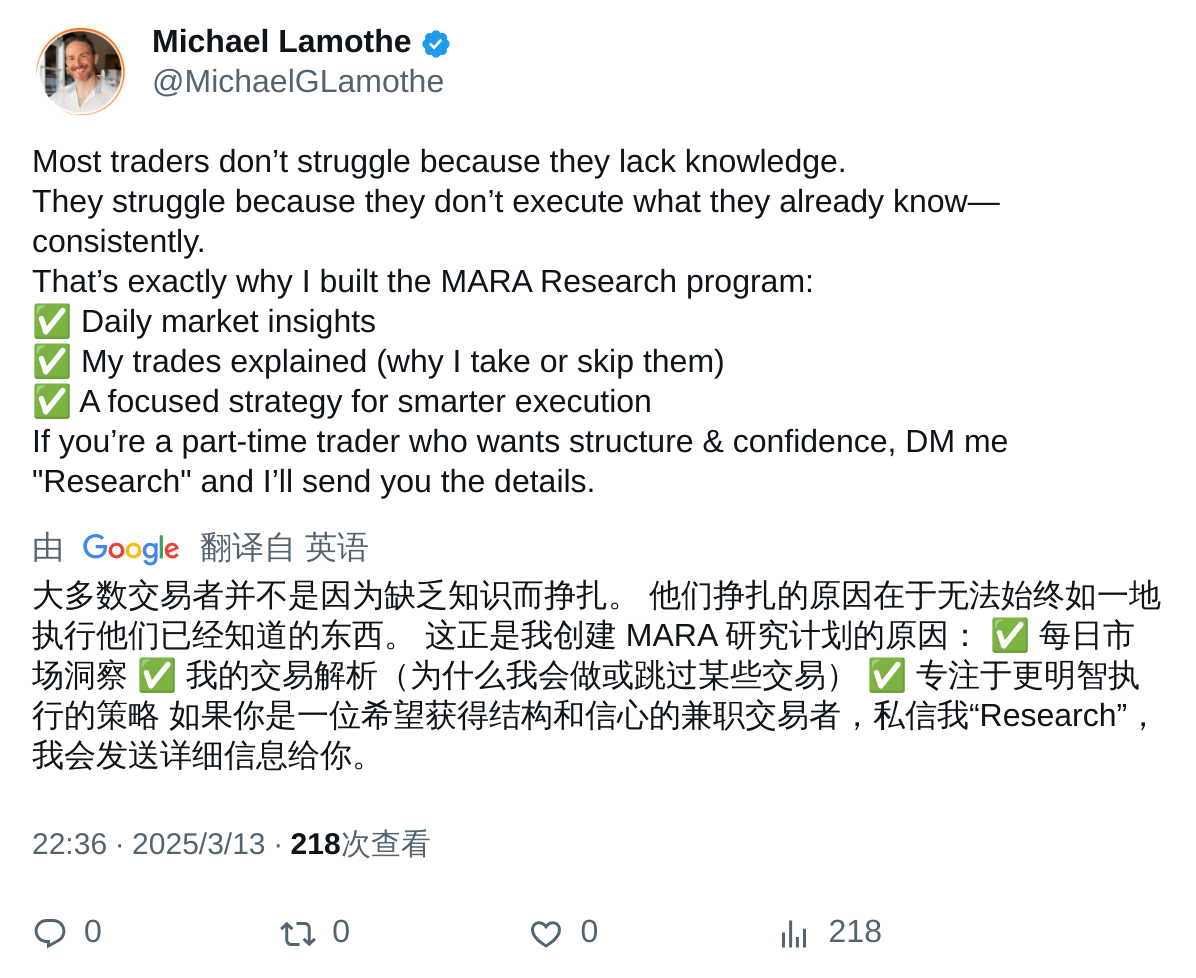 Michael Lamothe
@MichaelGLamothe
Most traders don’t struggle because they lack knowledge.
They struggle because they don’t execute what they already know—
consistently.
That’s exactly why I built the MARA Research program:
✅ Daily market insights
✅ My trades explained (why I take or skip them)
✅ A focused strategy for smarter execution
If you’re a part-time trader who wants structure & confidence, DM me
"Research" and I’ll send you the details.
由 Google 翻译自 英语
大多数交易者并不是因为缺乏知识而挣扎。 他们挣扎的原因在于无法始终如一地
执行他们已经知道的东西。 这正是我创建 MARA 研究计划的原因： ✅ 每日市
场洞察 ✅ 我的交易解析（为什么我会做或跳过某些交易） ✅ 专注于更明智执
行的策略 如果你是一位希望获得结构和信心的兼职交易者，私信我“Research”，
我会发送详细信息给你。
22:36 · 2025/3/13 · 218次查看
0 0 0 218